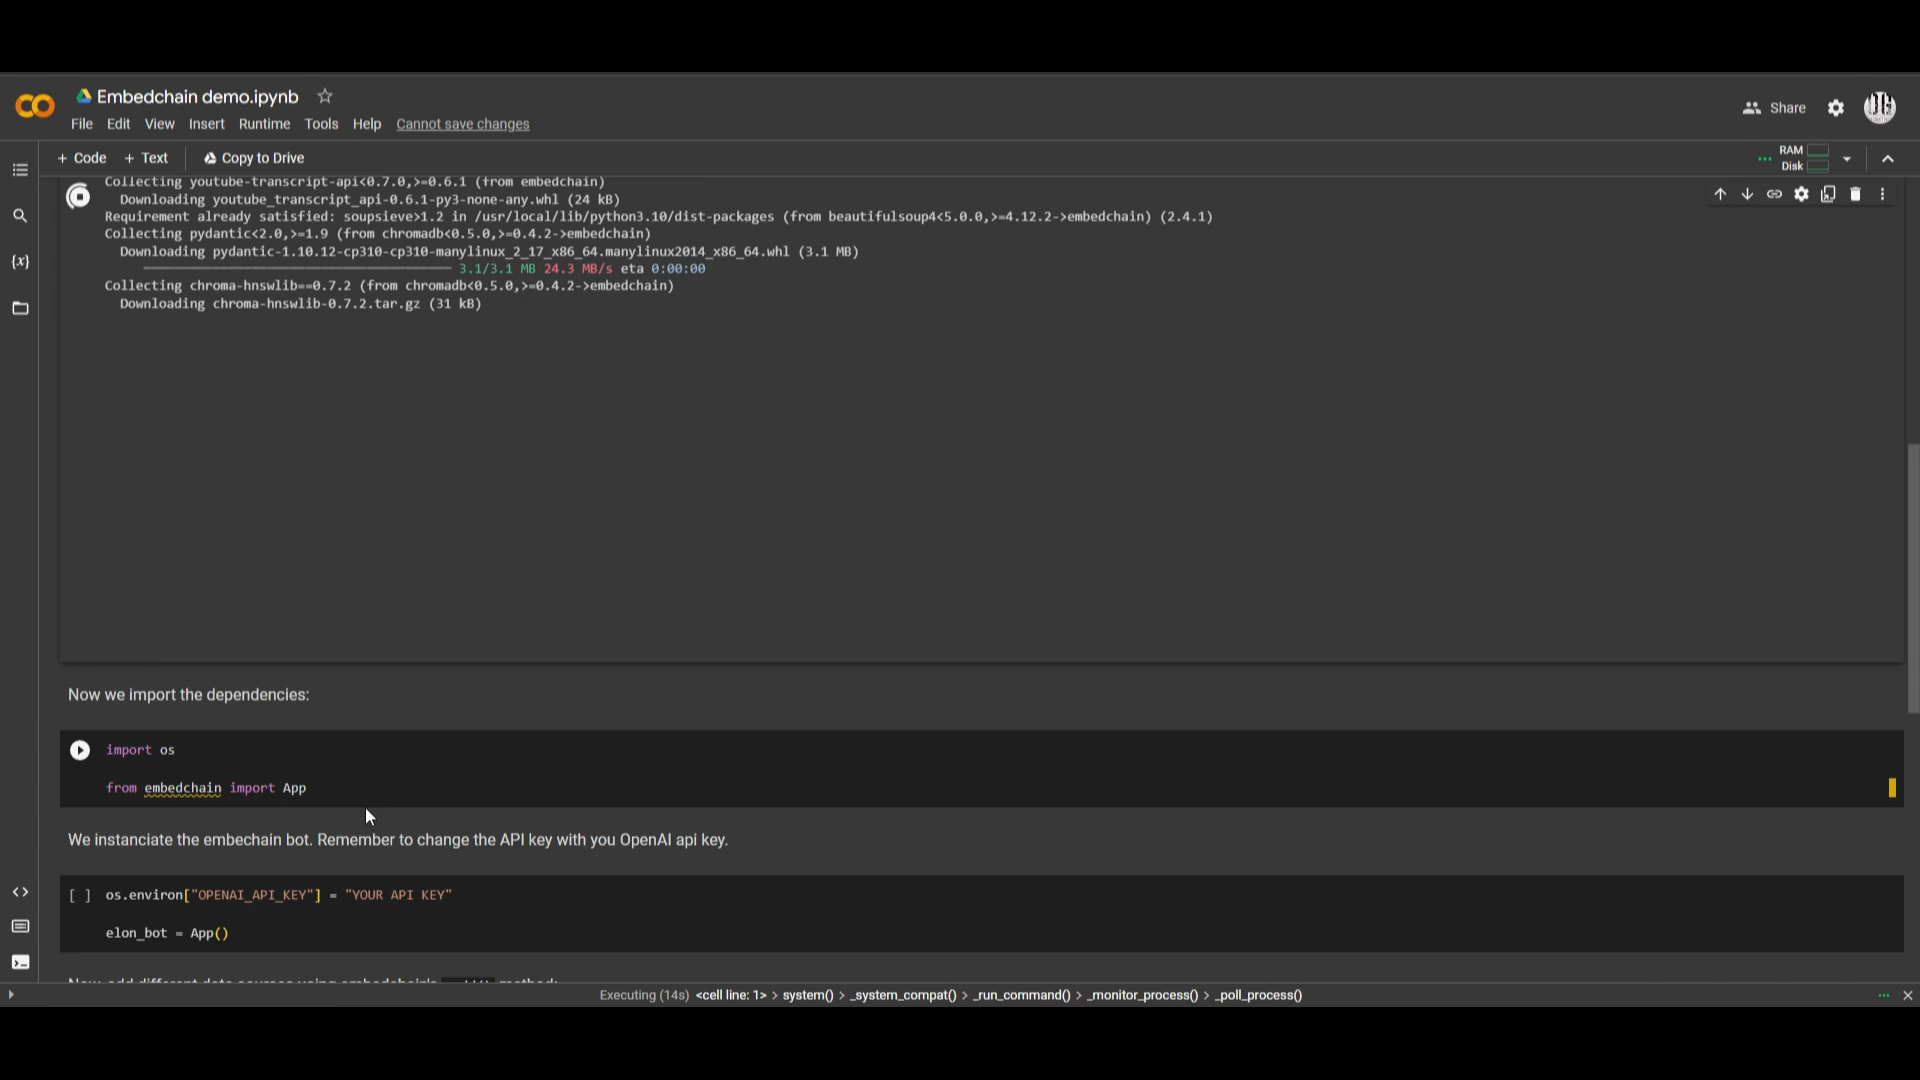 Embedchain demo.ipynb
File Edit View Insert Runtime Tools Help Cannot save changes
Share
+ Code + Text Copy to Drive
RAM
Disk
Collecting youtube-transcript-api<0.7.0,>=0.6.1 (from embedchain)
Downloading youtube_transcript_api-0.6.1-py3-none-any.whl (24 kB)
Requirement already satisfied: soupsieve>1.2 in /usr/local/lib/python3.10/dist-packages (from beautifulsoup4<5.0.0,>=4.12.2->embedchain) (2.4.1)
Collecting pydantic<2.0,>=1.9 (from chromadb<0.5.0,>=0.4.2->embedchain)
Downloading pydantic-1.10.12-cp310-cp310-manylinux_2_17_x86_64.manylinux2014_x86_64.whl (3.1 MB)
3.1/3.1 MB 24.3 MB/s eta 0:00:00
Collecting chroma-hnswlib==0.7.2 (from chromadb<0.5.0,>=0.4.2->embedchain)
Downloading chroma-hnswlib-0.7.2.tar.gz (31 kB)
{x}
Now we import the dependencies:
import os
from embedchain import App
We instanciate the embechain bot. Remember to change the API key with you OpenAI api key.
[ ] os.environ["OPENAI_API_KEY"] = "YOUR API KEY"
elon_bot = App()
Now, add different data sources using embedchain's method:
Executing (14s) <cell line: 1> > system() > _system_compat() > _run_command() > _monitor_process() > _poll_process()